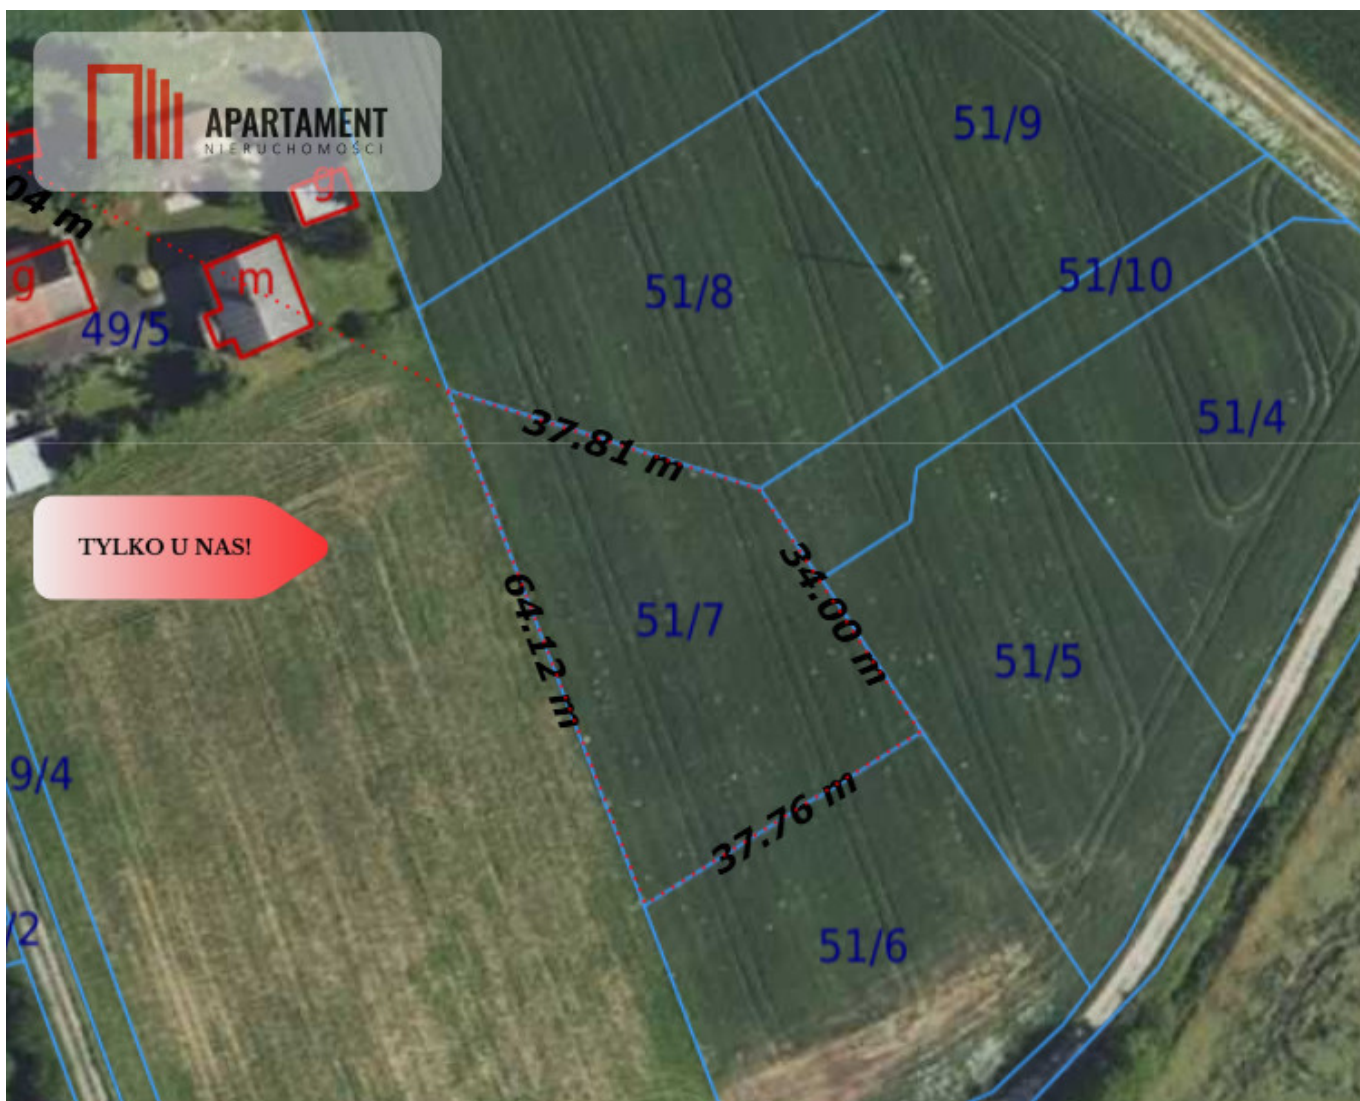 APARTAMENT
NIERUCHOMOŚCI
51/9
g
04 m
51/10
g
m
51/8
49/5
51/4
37.81 m
TYLKO U NAS!
34.00 m
64.12 m
51/7
51/5
9/4
37.76 m
/2
51/6